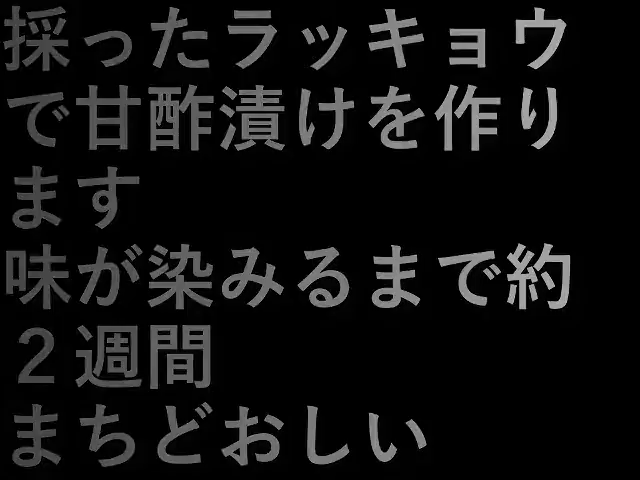 採ったラッキョウ
で甘酢漬けを作り
ます
味が染みるまで約
２週間
まちどおしい